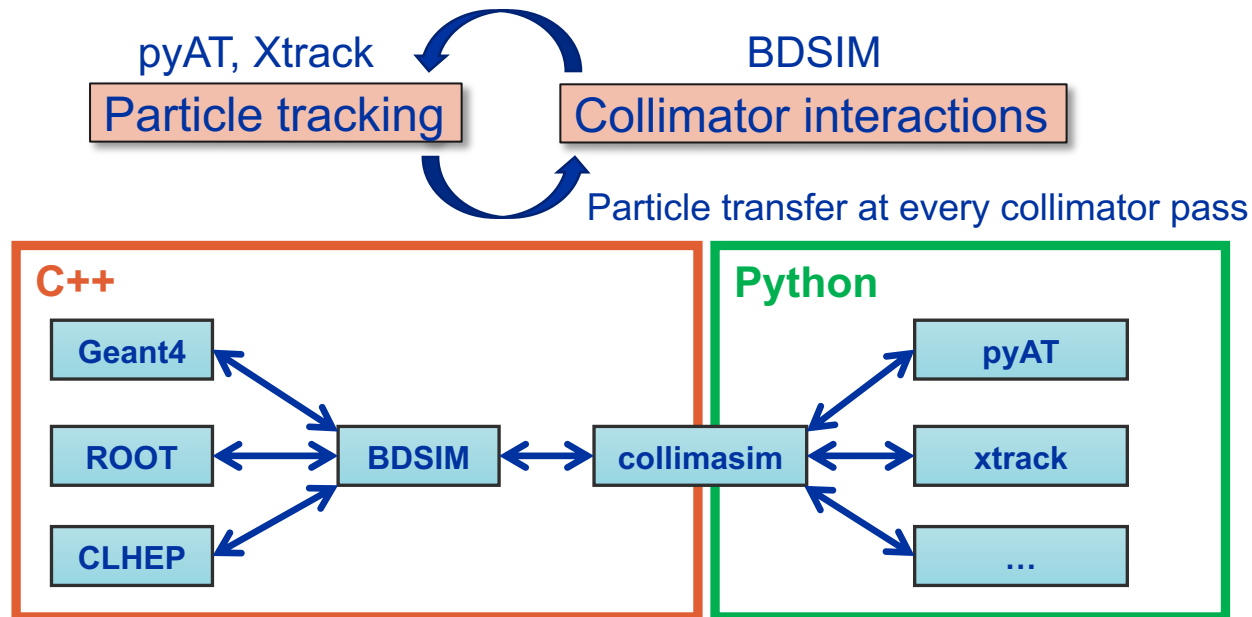 pyAT, Xtrack
BDSIM
Particle tracking
Collimator interactions
Particle transfer at every collimator pass
C++
Python
Geant4
pyAT
ROOT
BDSIM
collimasim
xtrack
CLHEP
...